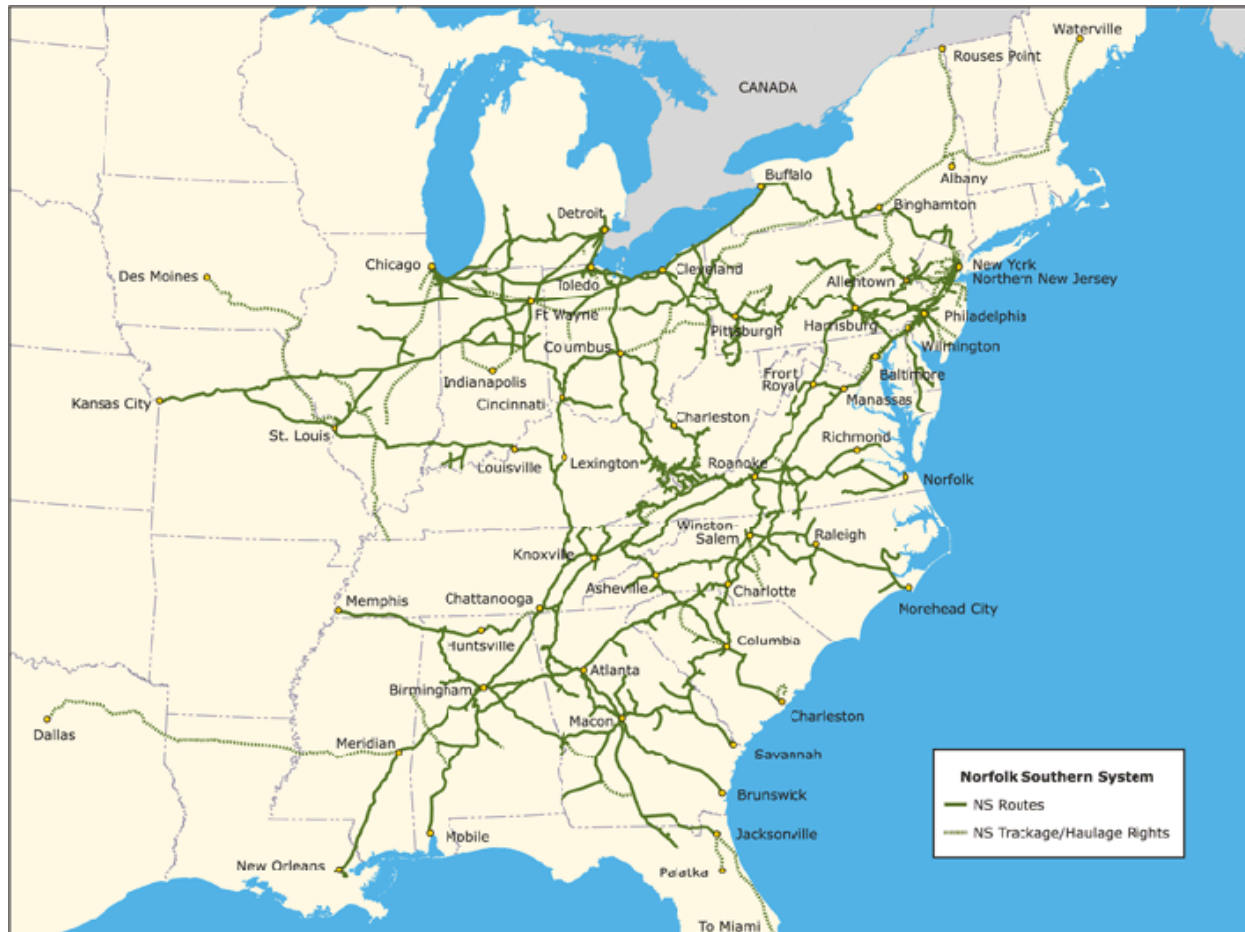 Waterville
Rouses Point
CANADA
Albany
Buffalo
Binghamton
Detroit
Chicago
Cleveland
Toledo
Des Moines
New York
Allentown
Northern New Jersey
Ft Wayne
Pittsburgh
Harrisburg
Philadelphia
Columbus
Wilmington
Indianapolis
Baltimore
Front
Royal
Kansas City
Cincinnati
Manassas
Charleston
St. Louis
Richmond
Louisville
Lexington
Roanoke
Norfolk
Winston
Salem
Raleigh
Knoxville
Asheville
Charlotte
Memphis
Chattanooga
Morehead City
Huntsville
Columbia
Atlanta
Birmingham
Charleston
Macon
Dallas
Meridian
Savannah
Brunswick
Mobile
Jacksonville
New Orleans
Palatka
To Miami
Norfolk Southern System
NS Routes
NS Trackage/Haulage Rights